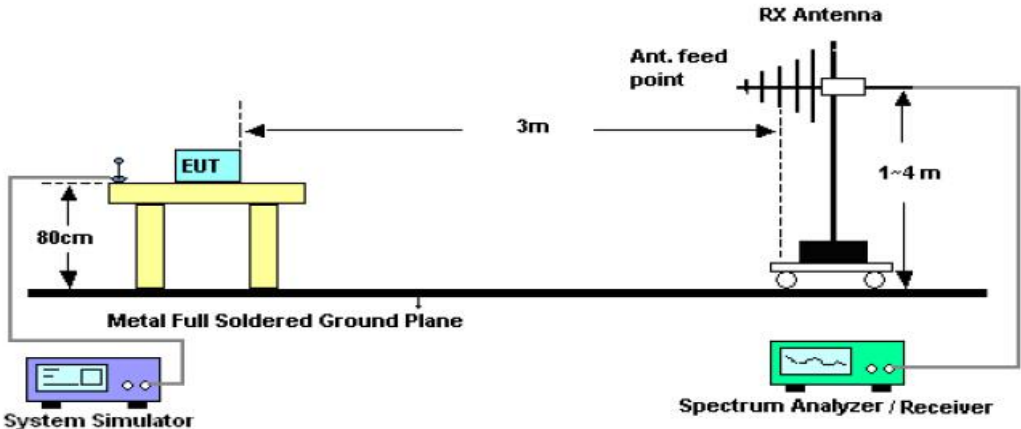 RX Antenna
Ant. feed
point
3m
EUT
1~4 m
80cm
Metal Full Soldered Ground Plane
System Simulator
Spectrum Analyzer / Receiver